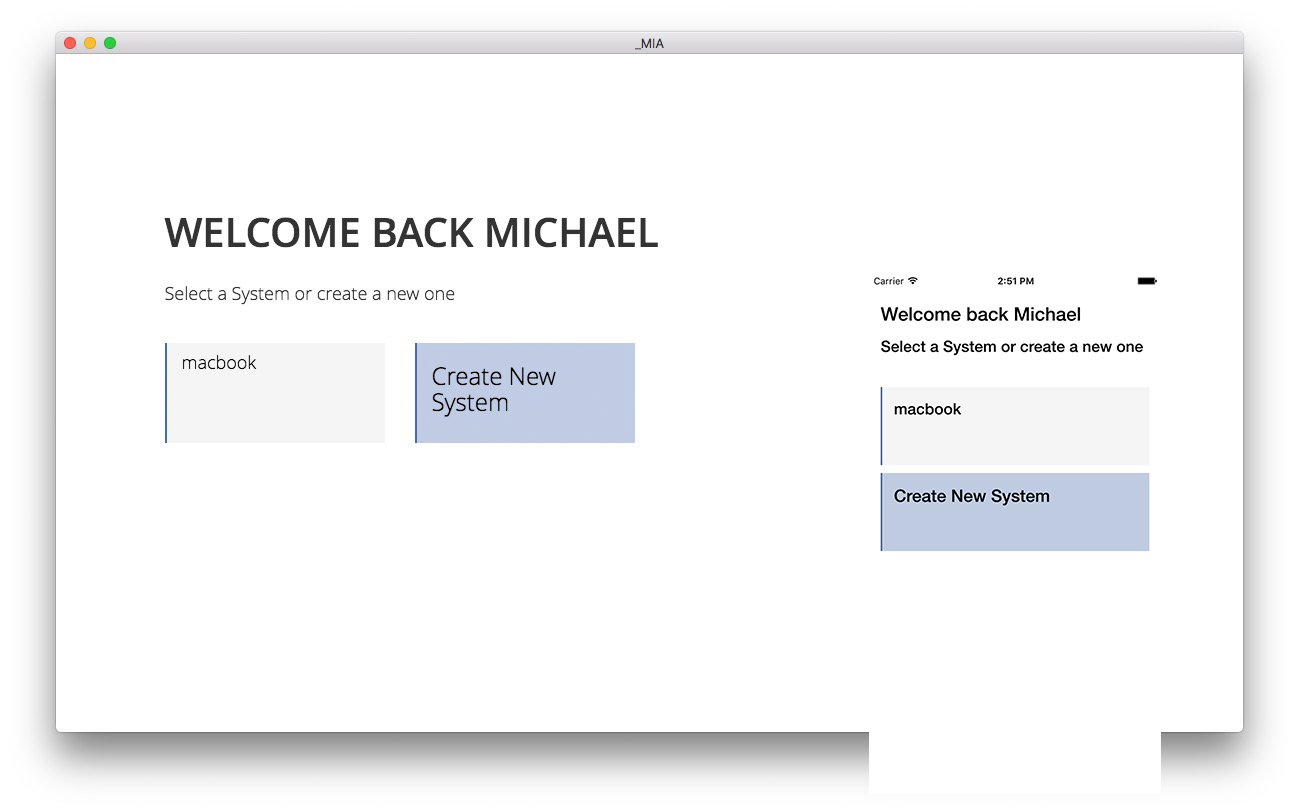 _MIA
WELCOME BACK MICHAEL
Select a System or create a new one
macbook
Create New
System
Carrier
2:51 PM
Welcome back Michael
Select a System or create a new one
macbook
Create New System